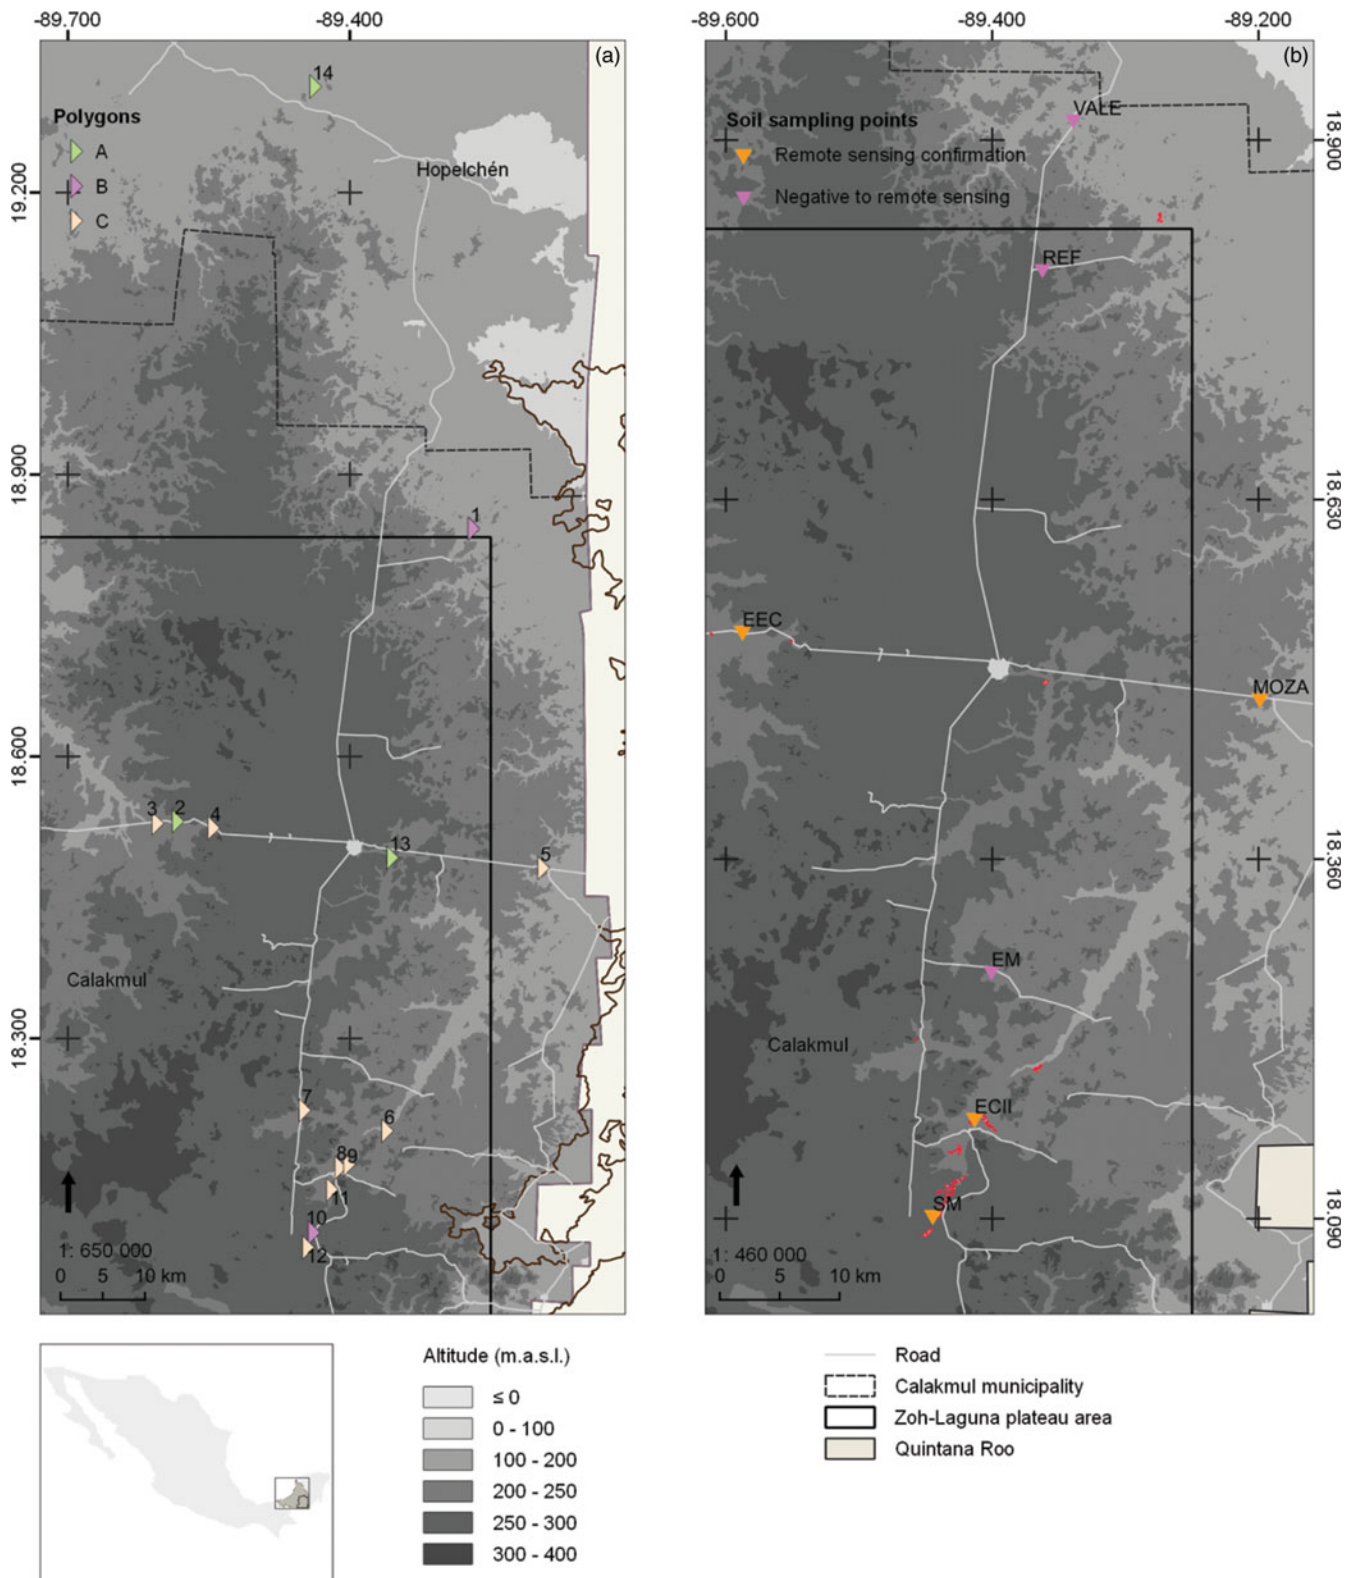 -89.700
-89.400
(a)
14
Polygons
A
B
C
Hopelchén
19.200
18.900
1
18.600
3
2
4
13
5
Calakmul
18.300
7
6
8
9
11
10
12
1: 650 000
0 5 10 km
-89.600
-89.400
-89.200
(b)
VALE
Soil sampling points
Remote sensing confirmation
Negative to remote sensing
18.900
REF
18.630
EEC
MOZA
18.360
EM
Calakmul
ECII
SM
18.090
1: 460 000
0 5 10 km
Altitude (m.a.s.l.)
≤ 0
0 - 100
100 - 200
200 - 250
250 - 300
300 - 400
Road
Calakmul municipality
Zoh-Laguna plateau area
Quintana Roo